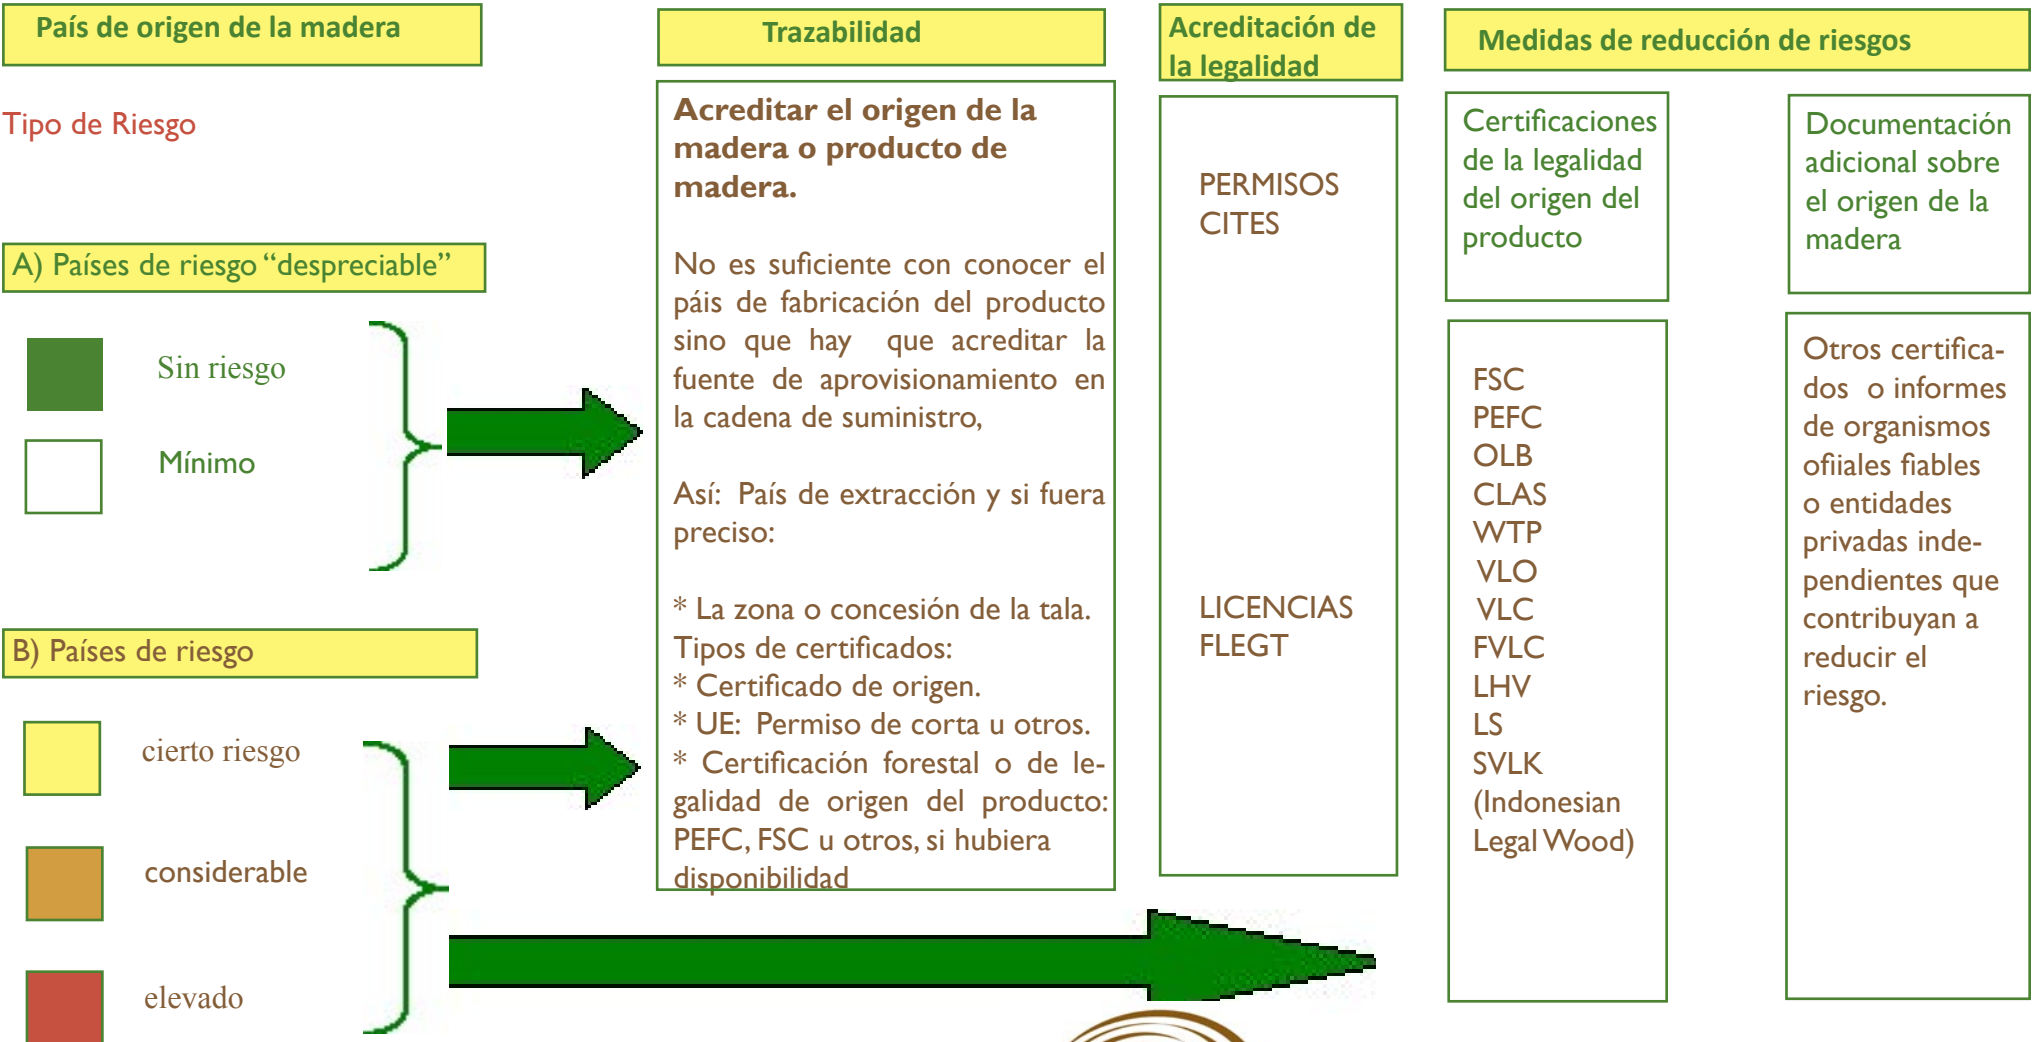 País de origen de la madera
Tipo de Riesgo
A) Países de riesgo “despreciable”
Sin riesgo
Mínimo
B) Países de riesgo
cierto riesgo
considerable
elevado
Trazabilidad
Acreditar el origen de la
madera o producto de
madera.
No es suficiente con conocer el
páis de fabricación del producto
sino que hay que acreditar la
fuente de aprovisionamiento en
la cadena de suministro,
Así: País de extracción y si fuera
preciso:
* La zona o concesión de la tala.
Tipos de certificados:
* Certificado de origen.
* UE: Permiso de corta u otros.
* Certificación forestal o de le-
galidad de origen del producto:
PEFC, FSC u otros, si hubiera
disponibilidad
Acreditación de
la legalidad
PERMISOS
CITES
LICENCIAS
FLEGT
Medidas de reducción de riesgos
Certificaciones
de la legalidad
del origen del
producto
FSC
PEFC
OLB
CLAS
WTP
VLO
VLC
FVLC
LHV
LS
SVLK
(Indonesian
Legal Wood)
Documentación
adicional sobre
el origen de la
madera
Otros certifica-
dos o informes
de organismos
ofiiales fiables
o entidades
privadas inde-
pendientes que
contribuyan a
reducir el
riesgo.